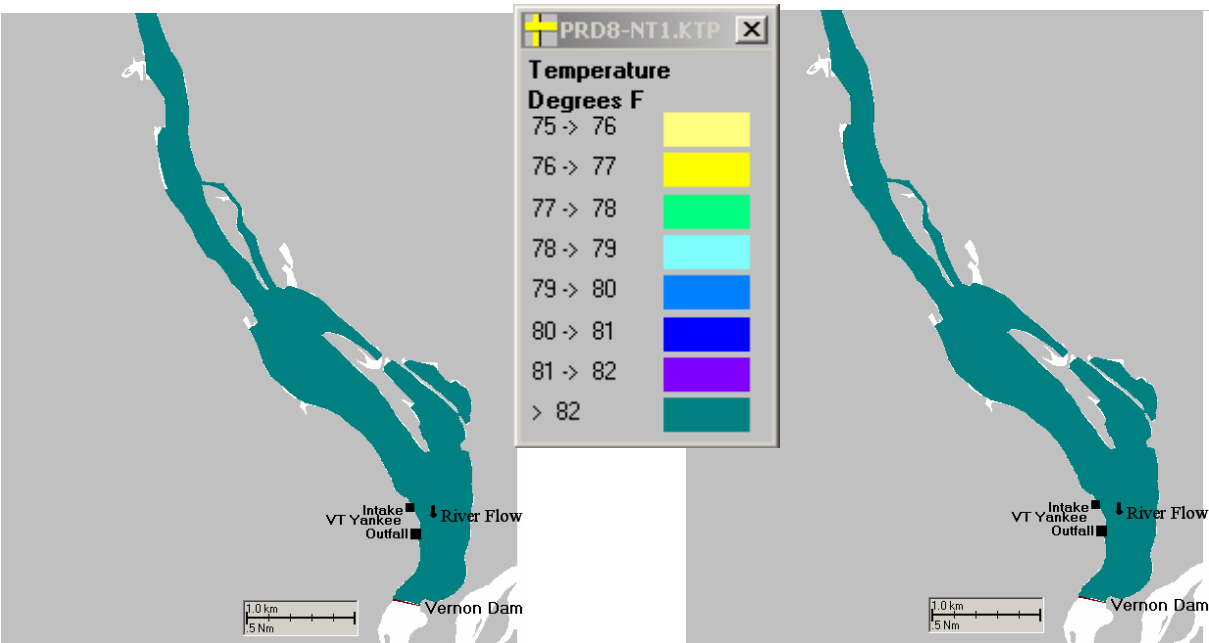 PRD8-NT1.KTP
Temperature
Degrees F
75 -> 76
76 -> 77
77 -> 78
78 -> 79
79 -> 80
80 -> 81
81 -> 82
> 82
Intake
VT Yankee
River Flow
Outfall
1.0 km
.5 Nm
Vernon Dam
Intake
VT Yankee
River Flow
Outfall
1.0 km
.5 Nm
Vernon Dam